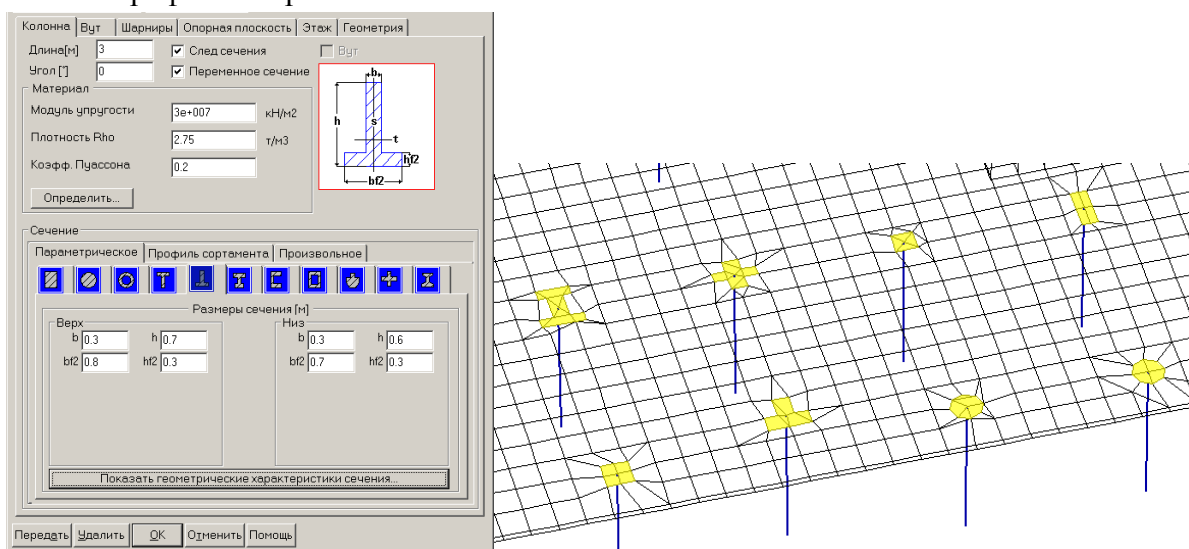 Колонна Вут Шарниры Опорная плоскость Этаж Геометрия
Длина[м] 3 След сечения Вут
Угол [°] 0 Переменное сечение
Материал
Модуль упругости 3e+007 кН/м2
Плотность Rho 2.75 т/м3
Коэфф. Пуассона 0.2
Определить...
b
h
s
t
hf2
bf2
Сечение
Параметрическое Профиль сортамента Произвольное
Размеры сечения [м]
Верх Низ
b 0.3 h 0.7 b 0.3 h 0.6
bf2 0.8 hf2 0.3 bf2 0.7 hf2 0.3
Показать геометрические характеристики сечения...
Передать Удалить OK Отменить Помощь